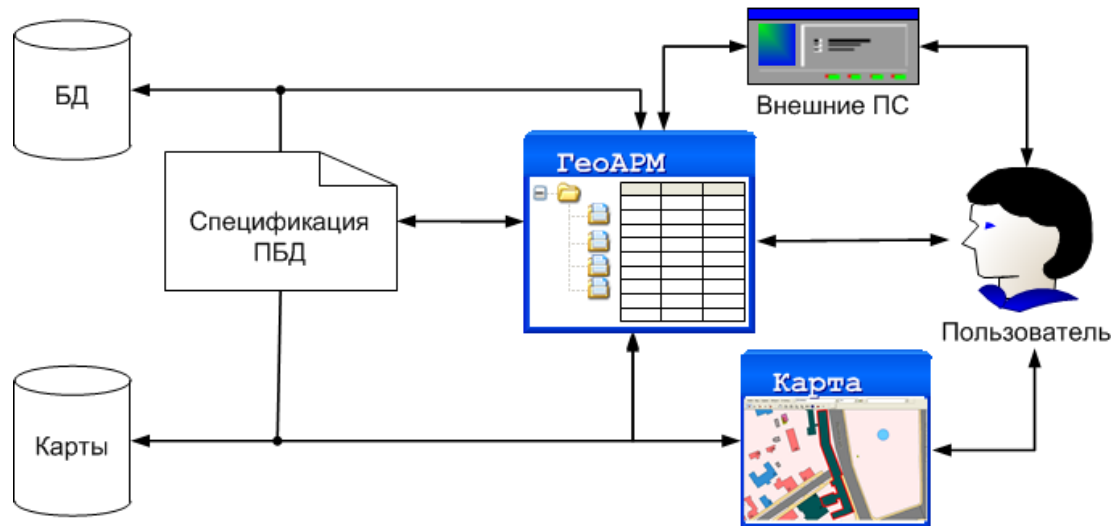 БД
Внешние ПС
ГеоАРМ
Спецификация
ПБД
Пользователь
Карта
Карты